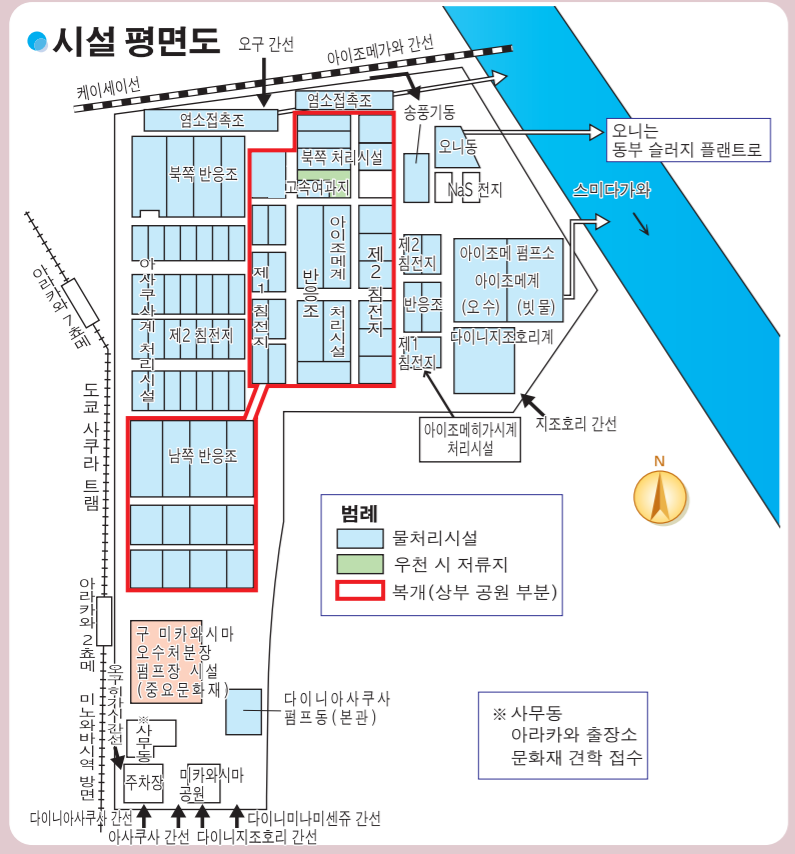 시설 평면도
오구 간선
아이조메가와 간선
케이세이선
염소접촉조
염소접촉조
송풍기동
오니동
오니는
동부 슬러지 플랜트로
북쪽 반응조
북쪽 처리시설
고속여과지
NaS 전지
스미다가와
아라카와 7쵸메
아사쿠사계 처리시설
제2 침전지
제1 침전지
반응조
아이조메계 처리시설
제2 침전지
제2
침전지
반응조
제1
침전지
아이조메 펌프소
아이조메계
(오수) (빗물)
다이니지조호리계
도쿄 사쿠라 트램
남쪽 반응조
아이조메히가시계
처리시설
지조호리 간선
N
범례
물처리시설
우천 시 저류지
복개(상부 공원 부분)
아라카와 2쵸메
구 미카와시마
오수처분장
펌프장 시설
(중요문화재)
오구히가시 간선
미노와바시역 방면
다이니아사쿠사
펌프동(본관)
※
사무동
※ 사무동
아라카와 출장소
문화재 견학 접수
주차장
미카와시마
공원
다이니아사쿠사 간선
다이니미나미센쥬 간선
아사쿠사 간선
다이니지조호리 간선